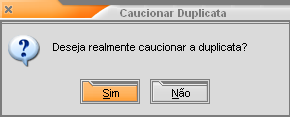 Caucionar Duplicata
Deseja realmente caucionar a duplicata?
Sim
Não